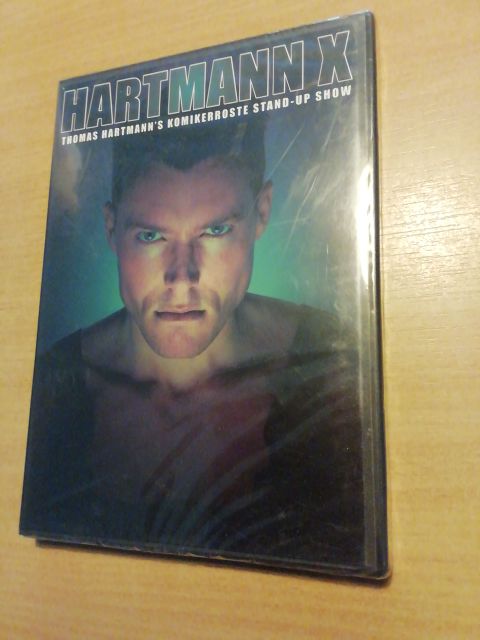 HARTMANN X
THOMAS HARTMANN'S KOMIKERROSTE STAND-UP SHOW